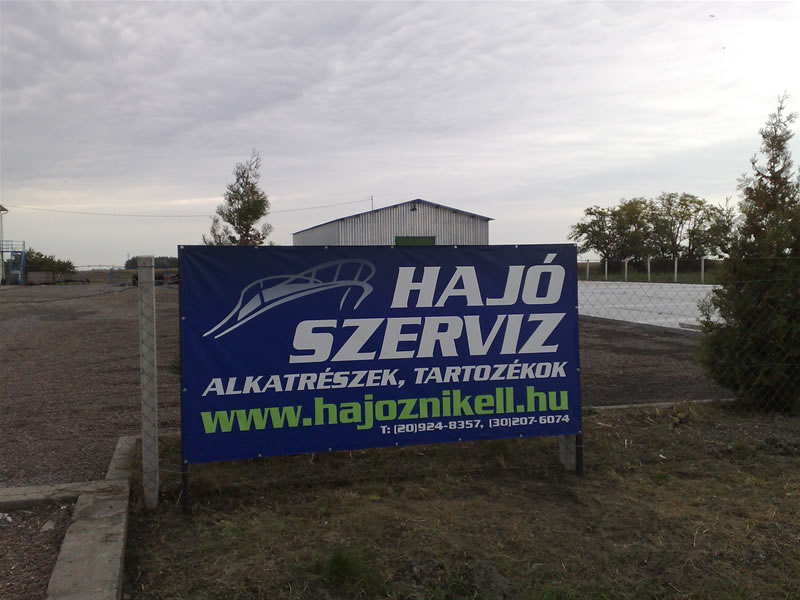 HAJÓ
SZERVIZ
ALKATRÉSZEK, TARTOZÉKOK
www.hajoznikell.hu
T: (20)924-8357, (30)207-6074